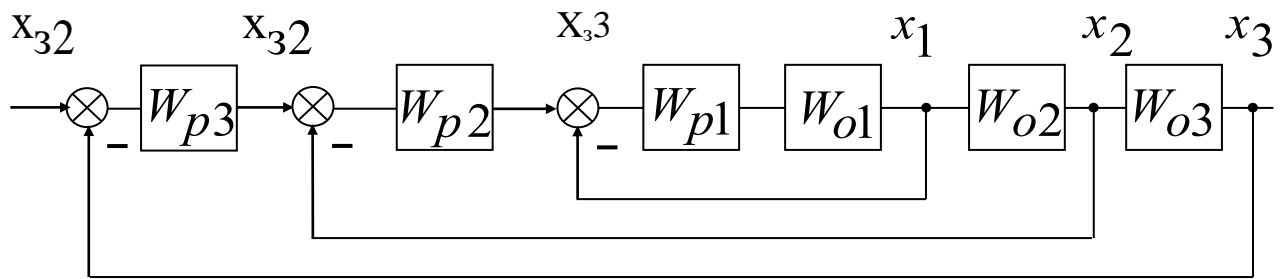 xз2 xз2 Xз3 x1 x2 x3
Wp3 Wp2 Wp1 Wo1 Wo2 Wo3
– – –